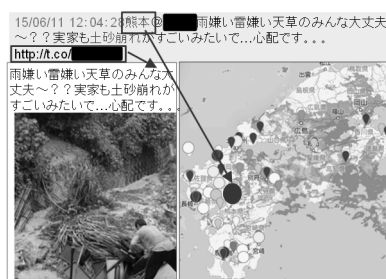 15/06/11 12:04:28熊本@ 雨嫌い雷嫌い天草のみんな大丈夫
～？？実家も土砂崩れがすごいみたいで…心配です。。。
http://t.co/
雨嫌い雷嫌い天草のみんな大
丈夫～？？実家も土砂崩れが
すごいみたいで…心配です。。。
広島
宮崎